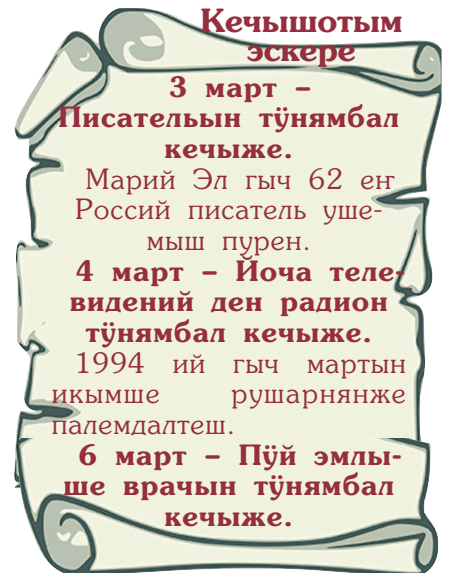 Кечышотым
эскере
3 март –
Писательын тӱнямбал
кечыже.
Марий Эл гыч 62 еҥ
Россий писатель уше-
мыш пурен.
4 март – Йоча теле-
видений ден радион
тӱнямбал кечыже.
1994 ий гыч мартын
икымше рушарнянже
палемдалтеш.
6 март – Пӱй эмлы-
ше врачын тӱнямбал
кечыже.